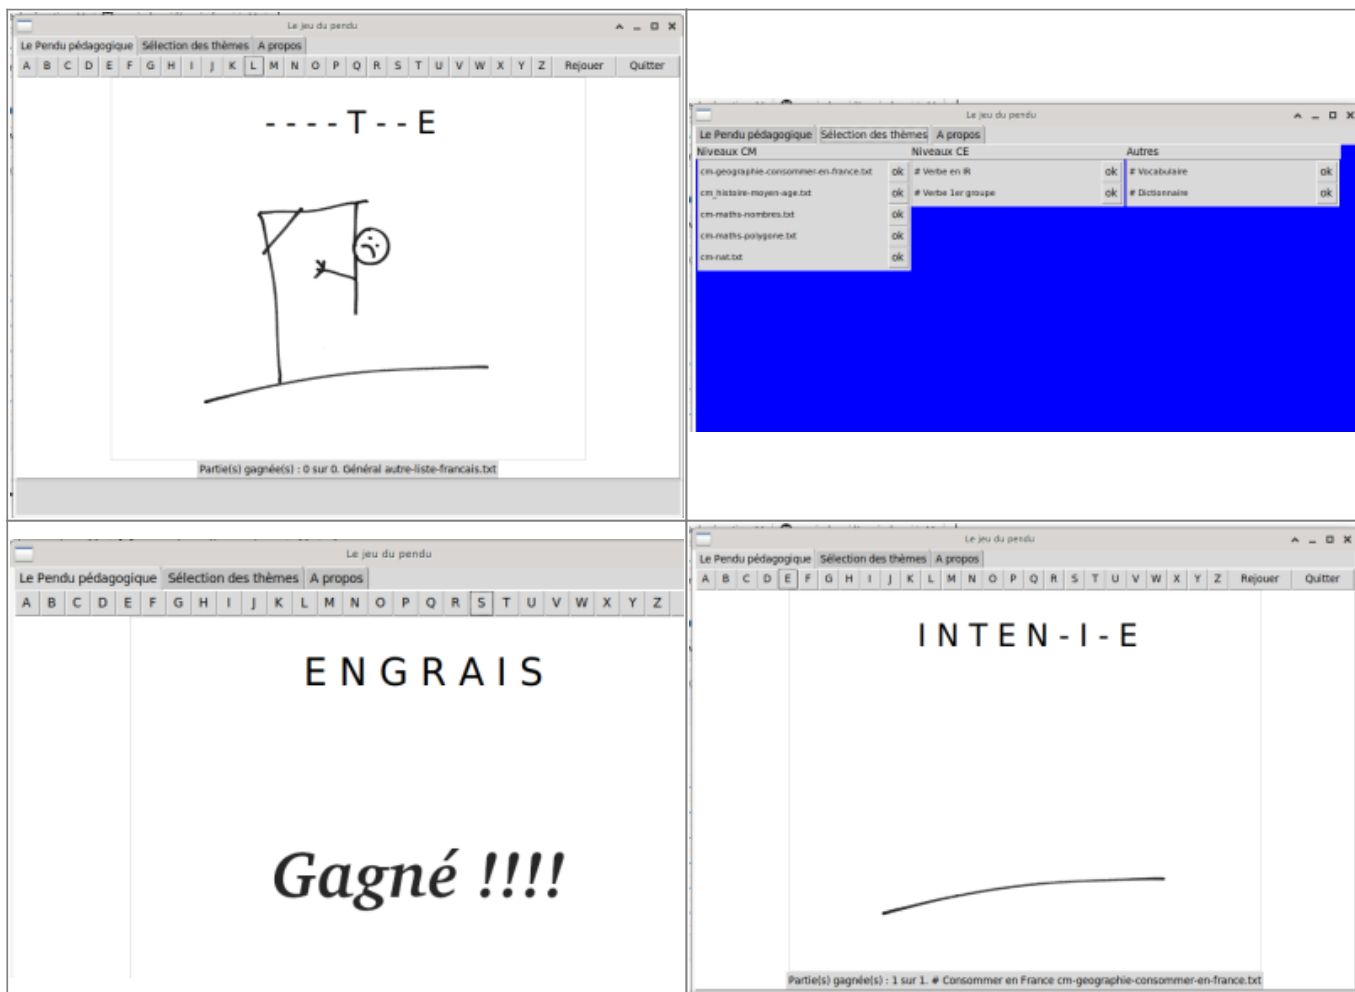 Le jeu du pendu
Le Pendu pédagogique Sélection des thèmes A propos
A B C D E F G H I J K L M N O P Q R S T U V W X Y Z Rejouer Quitter
- - - - T - - E
Partie(s) gagnée(s) : 0 sur 0. Général autre-liste-francais.txt
Le jeu du pendu
Le Pendu pédagogique Sélection des thèmes A propos
Niveaux CM Niveaux CE Autres
cm-geographie-consommer-en-france.txt ok # Verbe en IR ok # Vocabulaire ok
cm_histoire-moyen-age.txt ok # Verbe 1er groupe ok # Dictionnaire ok
cm-maths-nombres.txt ok
cm-maths-polygone.txt ok
cm-nat.txt ok
Le jeu du pendu
Le Pendu pédagogique Sélection des thèmes A propos
A B C D E F G H I J K L M N O P Q R S T U V W X Y Z
E N G R A I S
Gagné !!!!
Le jeu du pendu
Le Pendu pédagogique Sélection des thèmes A propos
A B C D E F G H I J K L M N O P Q R S T U V W X Y Z Rejouer Quitter
I N T E N - I - E
Partie(s) gagnée(s) : 1 sur 1. # Consommer en France cm-geographie-consommer-en-france.txt